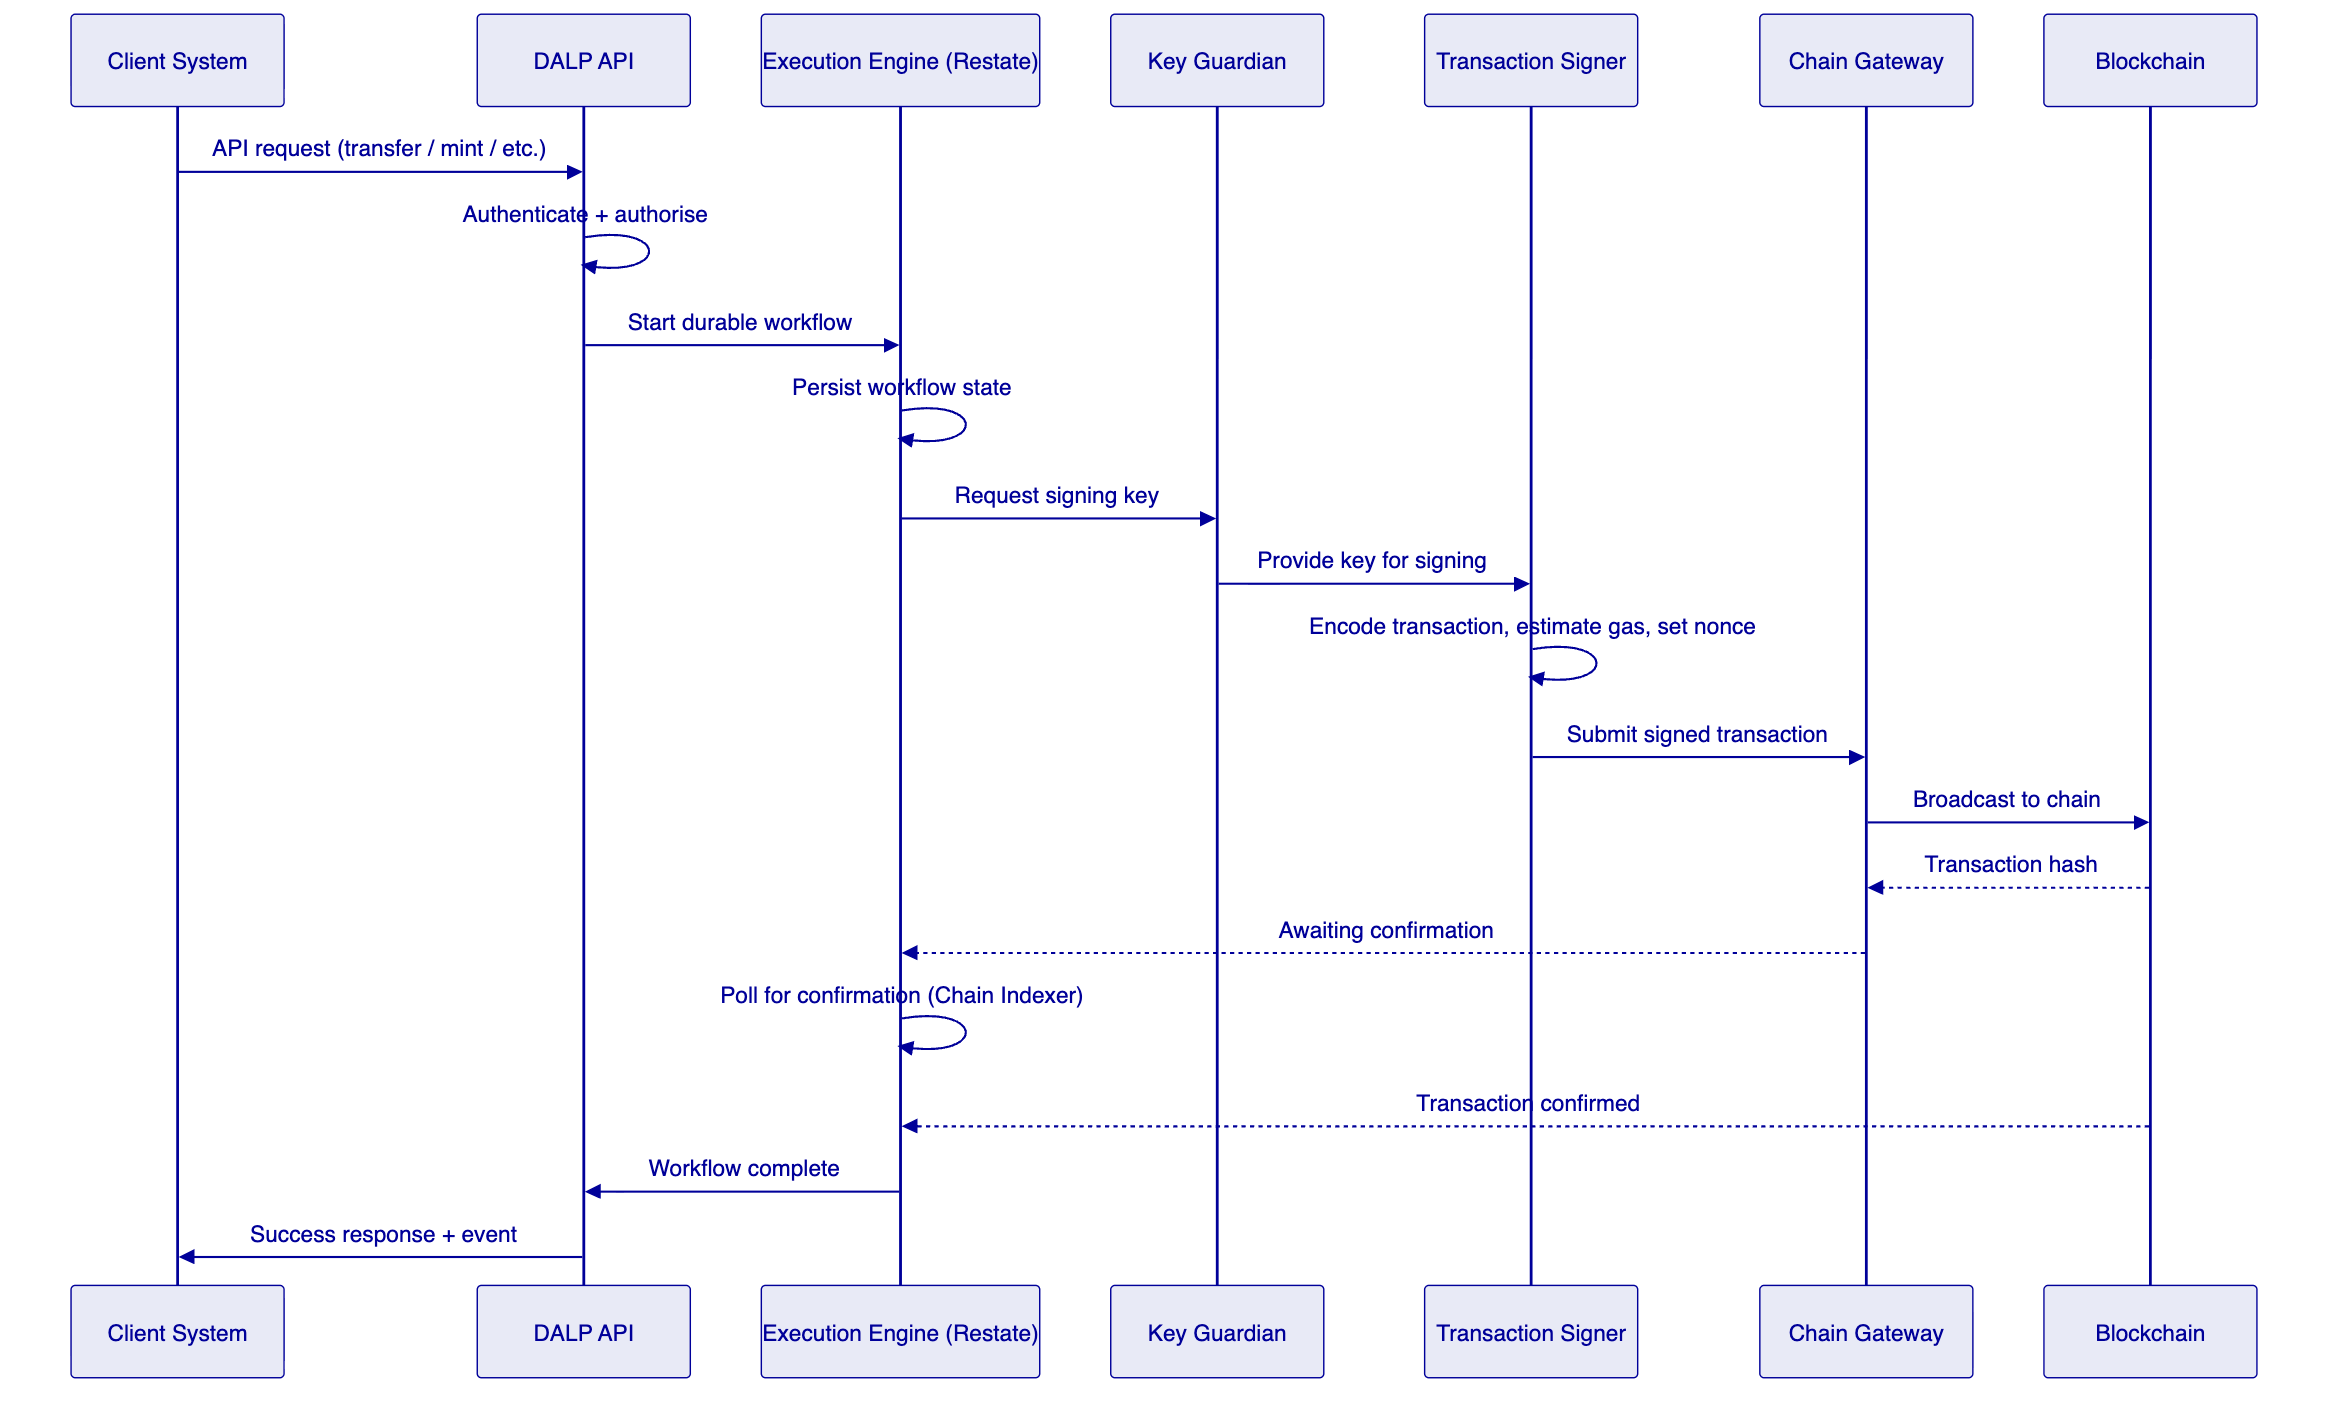 Client System
DALP API
Execution Engine (Restate)
Key Guardian
Transaction Signer
Chain Gateway
Blockchain
API request (transfer / mint / etc.)
Authenticate + authorise
Start durable workflow
Persist workflow state
Request signing key
Provide key for signing
Encode transaction, estimate gas, set nonce
Submit signed transaction
Broadcast to chain
Transaction hash
Awaiting confirmation
Poll for confirmation (Chain Indexer)
Transaction confirmed
Workflow complete
Success response + event
Client System
DALP API
Execution Engine (Restate)
Key Guardian
Transaction Signer
Chain Gateway
Blockchain